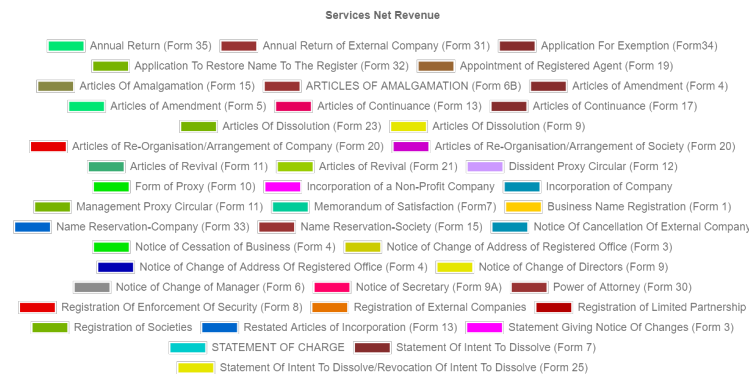 Services Net Revenue
Annual Return (Form 35) Annual Return of External Company (Form 31) Application For Exemption (Form34)
Application To Restore Name To The Register (Form 32) Appointment of Registered Agent (Form 19)
Articles Of Amalgamation (Form 15) ARTICLES OF AMALGAMATION (Form 6B) Articles of Amendment (Form 4)
Articles of Amendment (Form 5) Articles of Continuance (Form 13) Articles of Continuance (Form 17)
Articles Of Dissolution (Form 23) Articles Of Dissolution (Form 9)
Articles of Re-Organisation/Arrangement of Company (Form 20) Articles of Re-Organisation/Arrangement of Society (Form 20)
Articles of Revival (Form 11) Articles of Revival (Form 21) Dissident Proxy Circular (Form 12)
Form of Proxy (Form 10) Incorporation of a Non-Profit Company Incorporation of Company
Management Proxy Circular (Form 11) Memorandum of Satisfaction (Form7) Business Name Registration (Form 1)
Name Reservation-Company (Form 33) Name Reservation-Society (Form 15) Notice Of Cancellation Of External Company
Notice of Cessation of Business (Form 4) Notice of Change of Address of Registered Office (Form 3)
Notice of Change of Address Of Registered Office (Form 4) Notice of Change of Directors (Form 9)
Notice of Change of Manager (Form 6) Notice of Secretary (Form 9A) Power of Attorney (Form 30)
Registration Of Enforcement Of Security (Form 8) Registration of External Companies Registration of Limited Partnership
Registration of Societies Restated Articles of Incorporation (Form 13) Statement Giving Notice Of Changes (Form 3)
STATEMENT OF CHARGE Statement Of Intent To Dissolve (Form 7)
Statement Of Intent To Dissolve/Revocation Of Intent To Dissolve (Form 25)